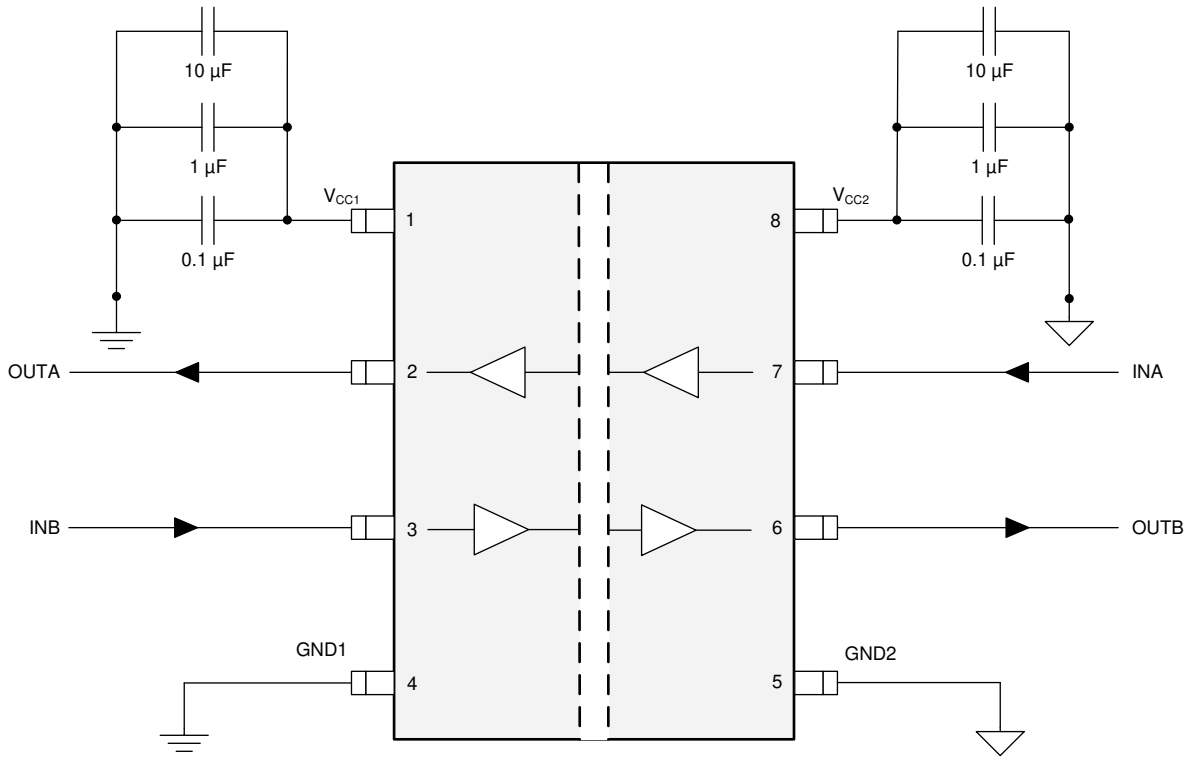 10 µF
10 µF
1 µF
1 µF
VCC1
1
8
VCC2
0.1 µF
0.1 µF
OUTA
2
7
INA
INB
3
6
OUTB
GND1
GND2
4
5